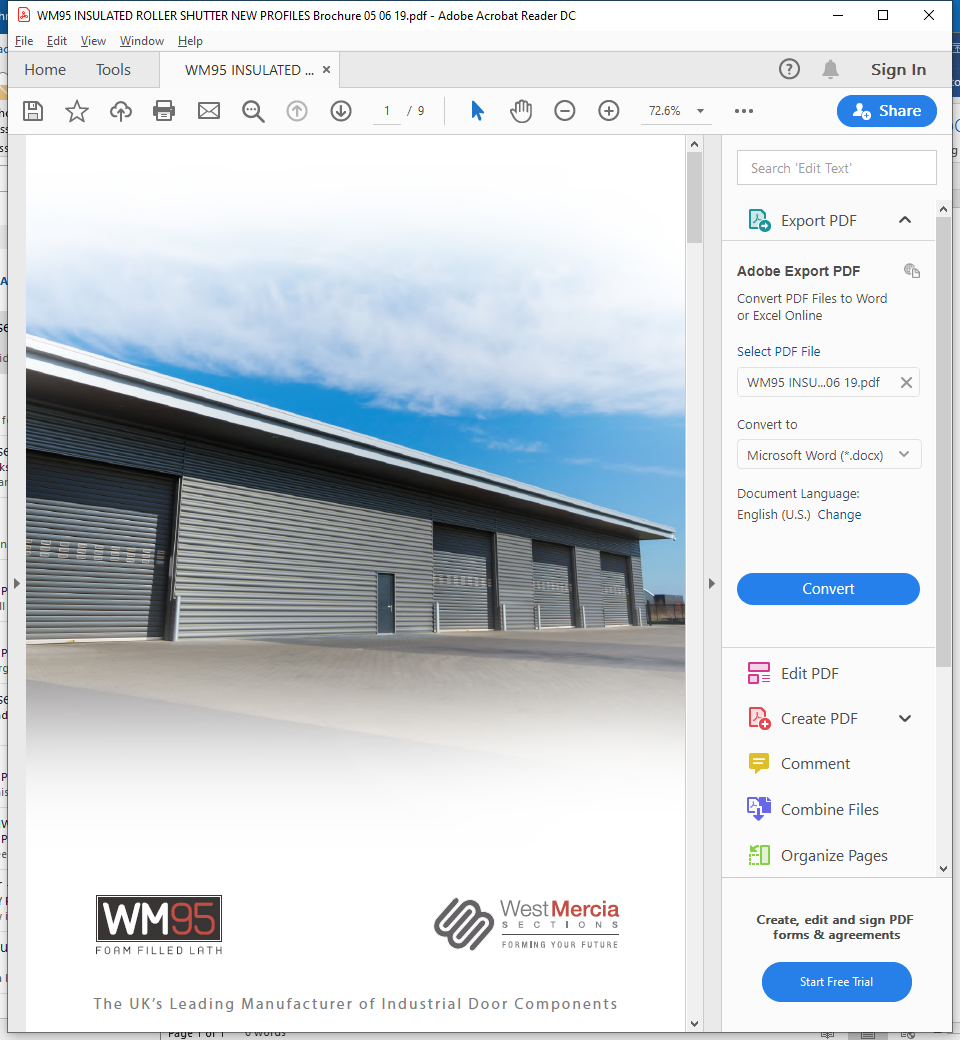 WM95 INSULATED ROLLER SHUTTER NEW PROFILES Brochure 05 06 19.pdf - Adobe Acrobat Reader DC
File Edit View Window Help
Home Tools WM95 INSULATED ... × Sign In
1 / 9 72.6% Share
Search 'Edit Text'
Export PDF
Adobe Export PDF
Convert PDF Files to Word
or Excel Online
Select PDF File
WM95 INSU...06 19.pdf
Convert to
Microsoft Word (*.docx)
Document Language:
English (U.S.) Change
Convert
Edit PDF
Create PDF
Comment
Combine Files
Organize Pages
Create, edit and sign PDF
forms & agreements
Start Free Trial
WM95
FOAM FILLED LATH
West Mercia
SECTIONS
FORMING YOUR FUTURE
The UK's Leading Manufacturer of Industrial Door Components
Page 1 of 1 0 words